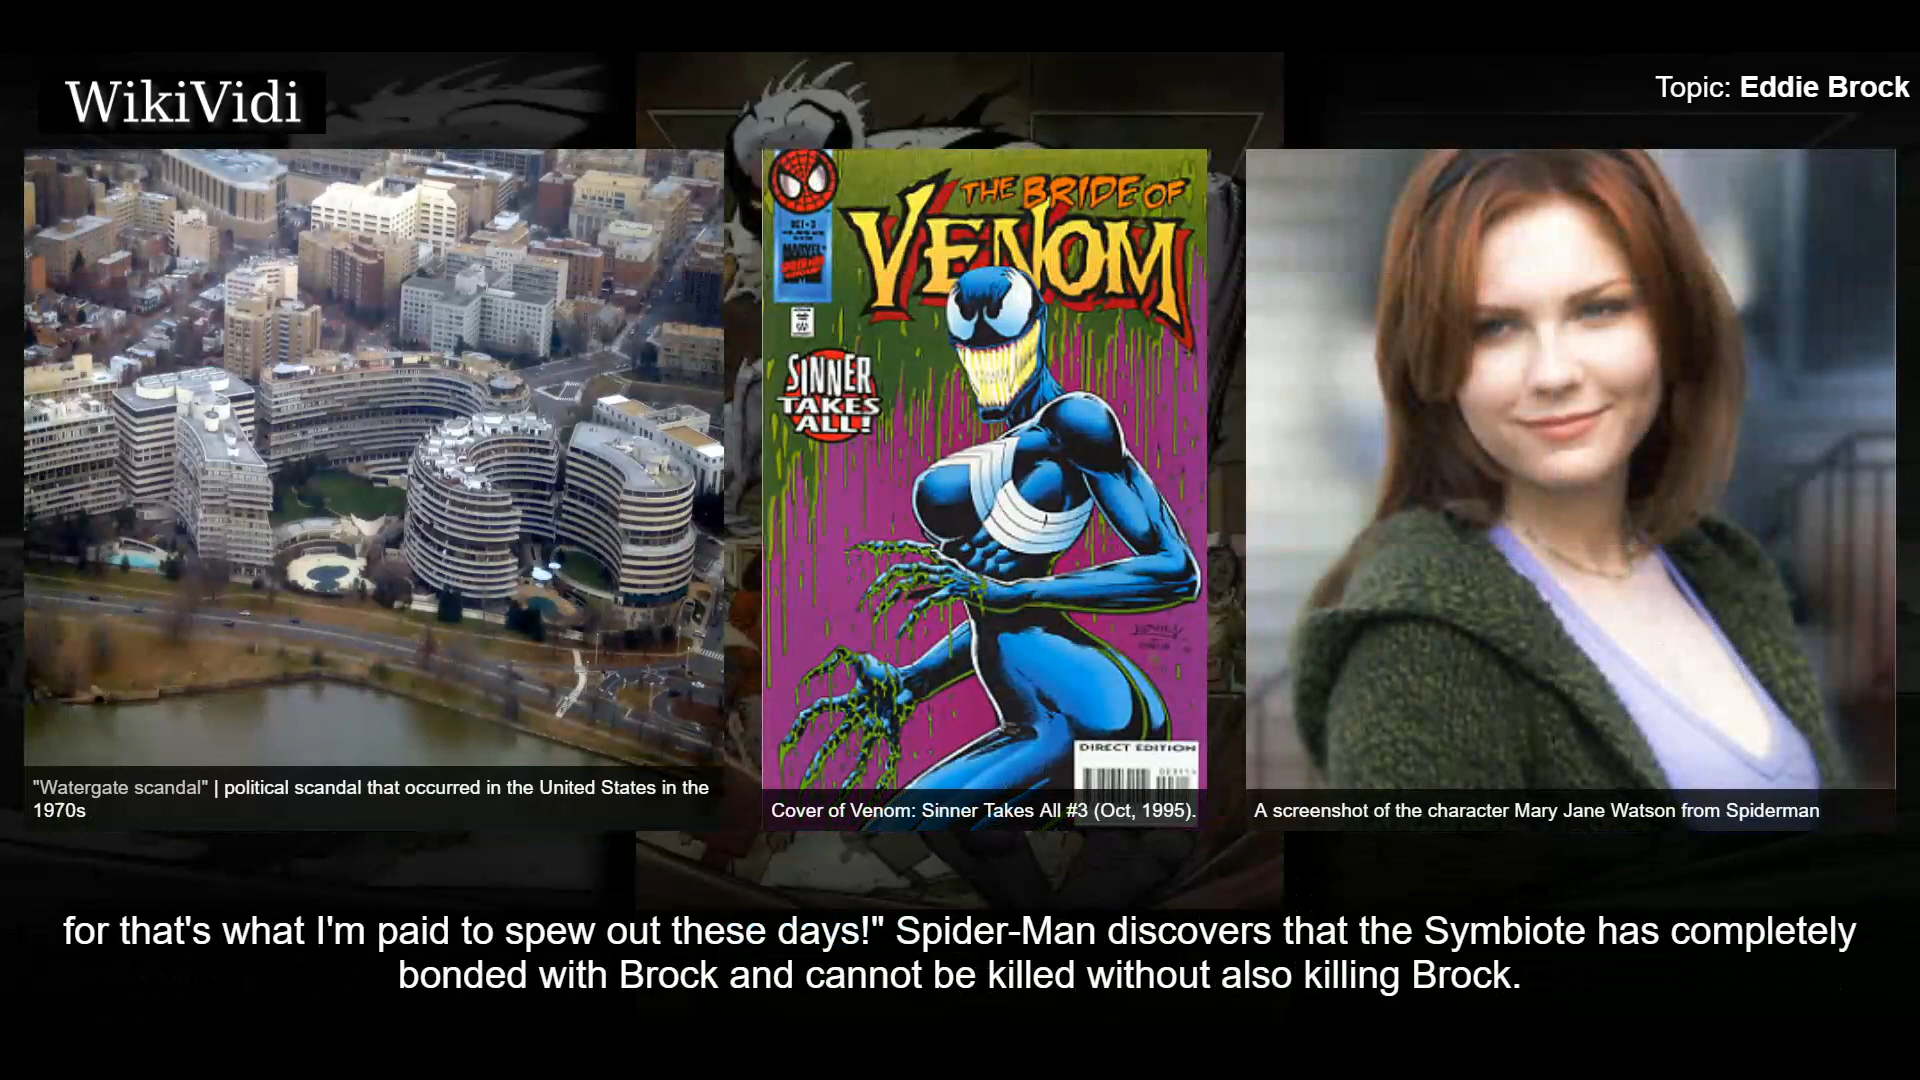 WikiVidi
Topic: Eddie Brock
THE BRIDE OF
VENOM
SINNER
TAKES
ALL!
DIRECT EDITION
"Watergate scandal" | political scandal that occurred in the United States in the
1970s
Cover of Venom: Sinner Takes All #3 (Oct, 1995).
A screenshot of the character Mary Jane Watson from Spiderman
for that's what I'm paid to spew out these days!" Spider-Man discovers that the Symbiote has completely
bonded with Brock and cannot be killed without also killing Brock.